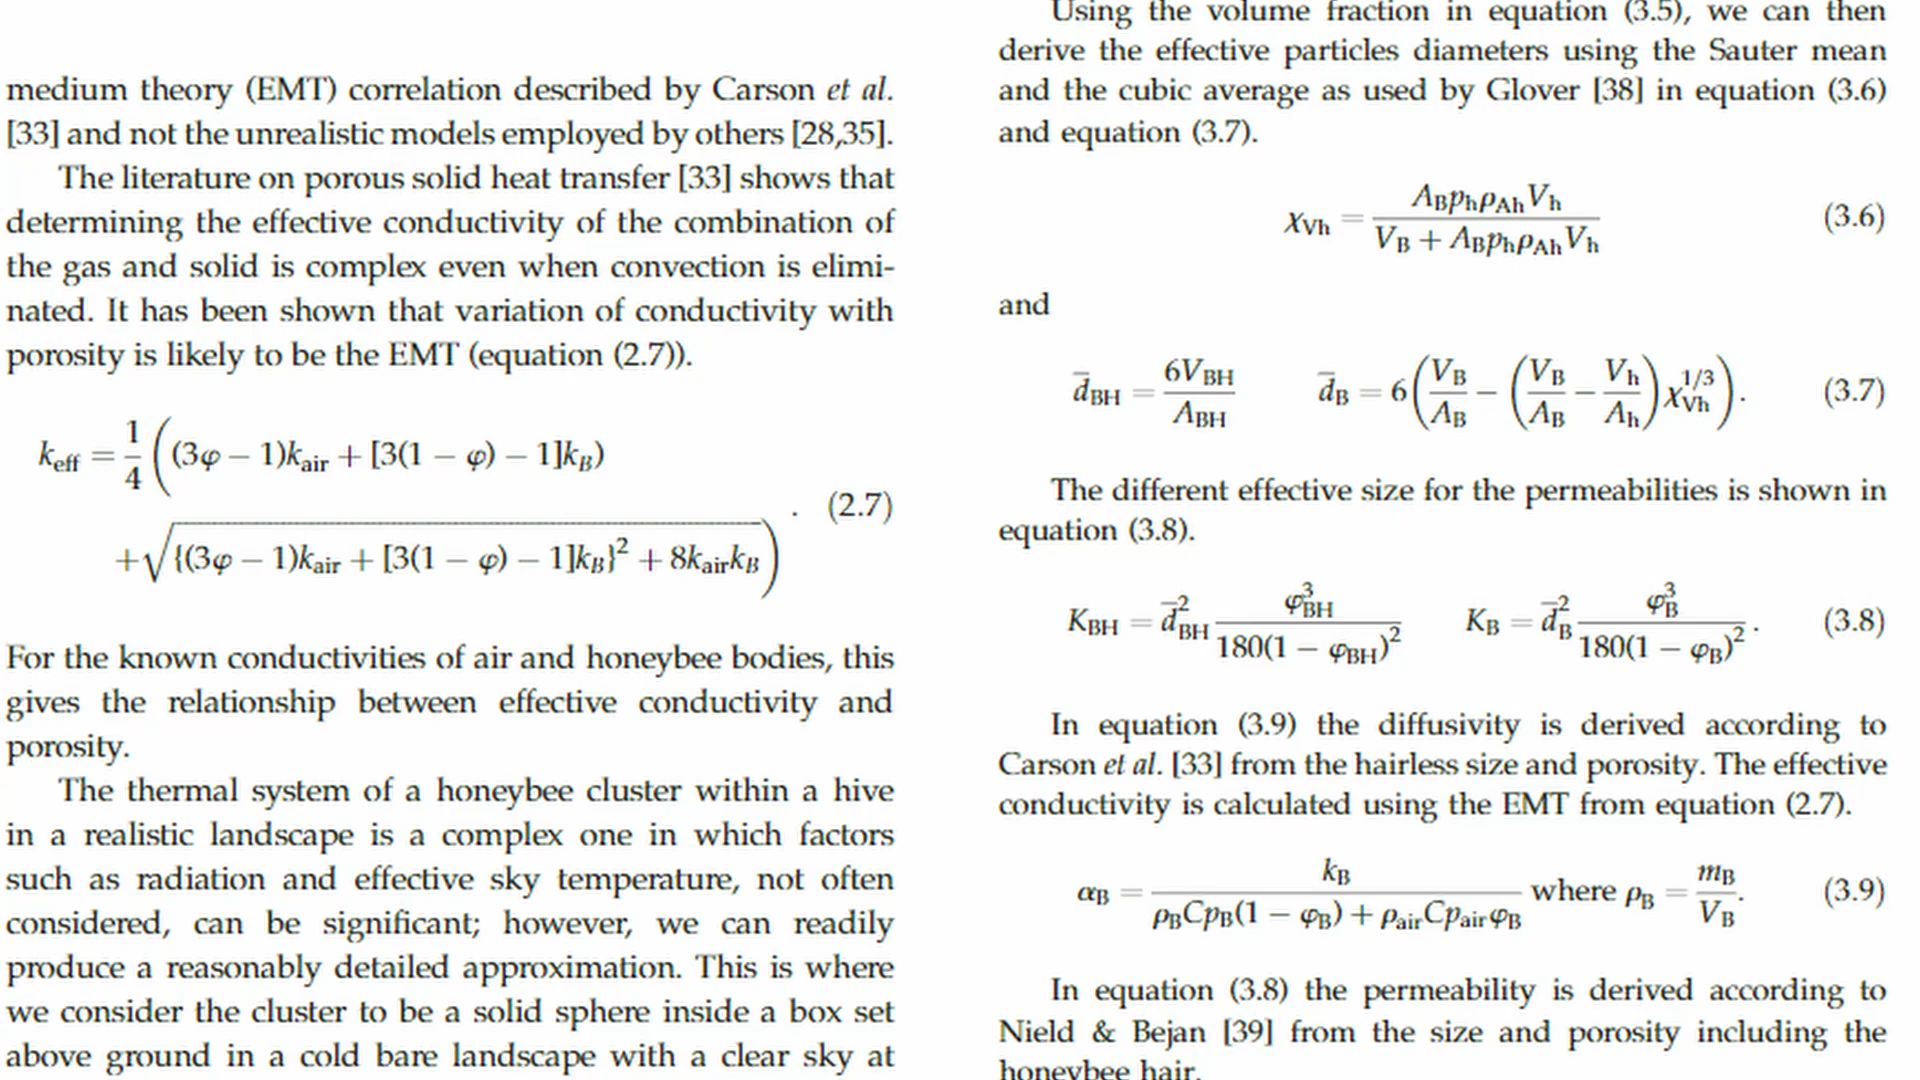 medium theory (EMT) correlation described by Carson et al.
[33] and not the unrealistic models employed by others [28,35].
The literature on porous solid heat transfer [33] shows that
determining the effective conductivity of the combination of
the gas and solid is complex even when convection is elimi-
nated. It has been shown that variation of conductivity with
porosity is likely to be the EMT (equation (2.7)).
k_eff = 1/4 ( (3φ − 1)k_air + [3(1 − φ) − 1]k_B)
+√({(3φ − 1)k_air + [3(1 − φ) − 1]k_B}² + 8k_air k_B) ) . (2.7)
For the known conductivities of air and honeybee bodies, this
gives the relationship between effective conductivity and
porosity.
The thermal system of a honeybee cluster within a hive
in a realistic landscape is a complex one in which factors
such as radiation and effective sky temperature, not often
considered, can be significant; however, we can readily
produce a reasonably detailed approximation. This is where
we consider the cluster to be a solid sphere inside a box set
above ground in a cold bare landscape with a clear sky at
Using the volume fraction in equation (3.5), we can then
derive the effective particles diameters using the Sauter mean
and the cubic average as used by Glover [38] in equation (3.6)
and equation (3.7).
χ_Vh = A_B p_h ρ_Ah V_h / (V_B + A_B p_h ρ_Ah V_h) (3.6)
and
d̄_BH = 6V_BH / A_BH d̄_B = 6(V_B/A_B − (V_B/A_B − V_h/A_h) χ_Vh^1/3). (3.7)
The different effective size for the permeabilities is shown in
equation (3.8).
K_BH = d̄²_BH φ³_BH / 180(1 − φ_BH)² K_B = d̄²_B φ³_B / 180(1 − φ_B)². (3.8)
In equation (3.9) the diffusivity is derived according to
Carson et al. [33] from the hairless size and porosity. The effective
conductivity is calculated using the EMT from equation (2.7).
α_B = k_B / (ρ_B Cp_B(1 − φ_B) + ρ_air Cp_air φ_B) where ρ_B = m_B / V_B. (3.9)
In equation (3.8) the permeability is derived according to
Nield & Bejan [39] from the size and porosity including the
honeybee hair.